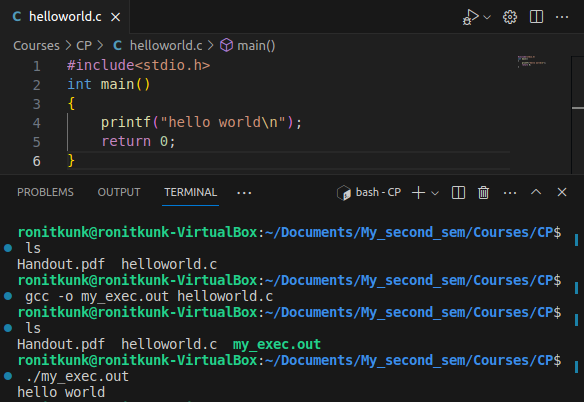 C helloworld.c
Courses > CP > C helloworld.c > main()
1 #include<stdio.h>
2 int main()
3 {
4     printf("hello world\n");
5     return 0;
6 }
PROBLEMS OUTPUT TERMINAL ... bash - CP
ronitkunk@ronitkunk-VirtualBox:~/Documents/My_second_sem/Courses/CP$
ls
Handout.pdf  helloworld.c
ronitkunk@ronitkunk-VirtualBox:~/Documents/My_second_sem/Courses/CP$
gcc -o my_exec.out helloworld.c
ronitkunk@ronitkunk-VirtualBox:~/Documents/My_second_sem/Courses/CP$
ls
Handout.pdf  helloworld.c  my_exec.out
ronitkunk@ronitkunk-VirtualBox:~/Documents/My_second_sem/Courses/CP$
./my_exec.out
hello world